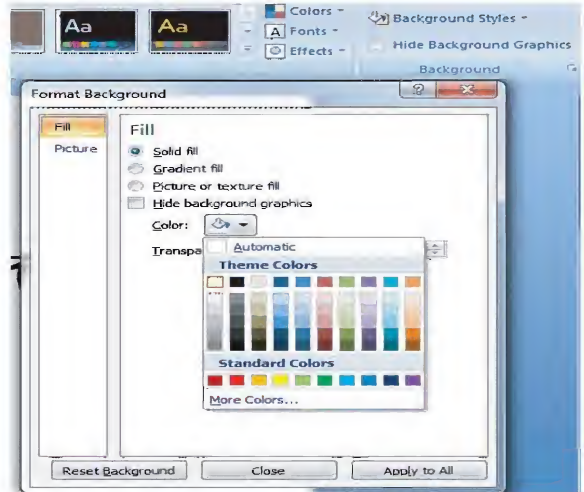 Aa
Aa
Colors
A Fonts
Effects
Background Styles
Hide Background Graphics
Background
Format Background
?
Fill
Picture
Fill
Solid fill
Gradient fill
Picture or texture fill
Hide background graphics
Color:
Transpa
Automatic
Theme Colors
Standard Colors
More Colors...
Reset Background
Close
Apply to All